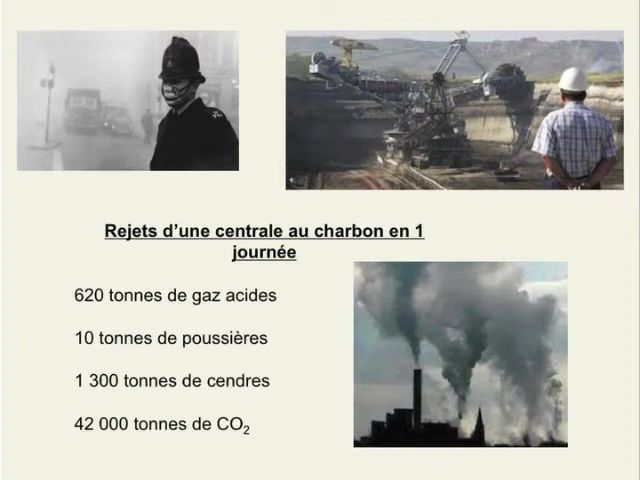 Rejets d'une centrale au charbon en 1
journée
620 tonnes de gaz acides
10 tonnes de poussières
1 300 tonnes de cendres
42 000 tonnes de CO₂